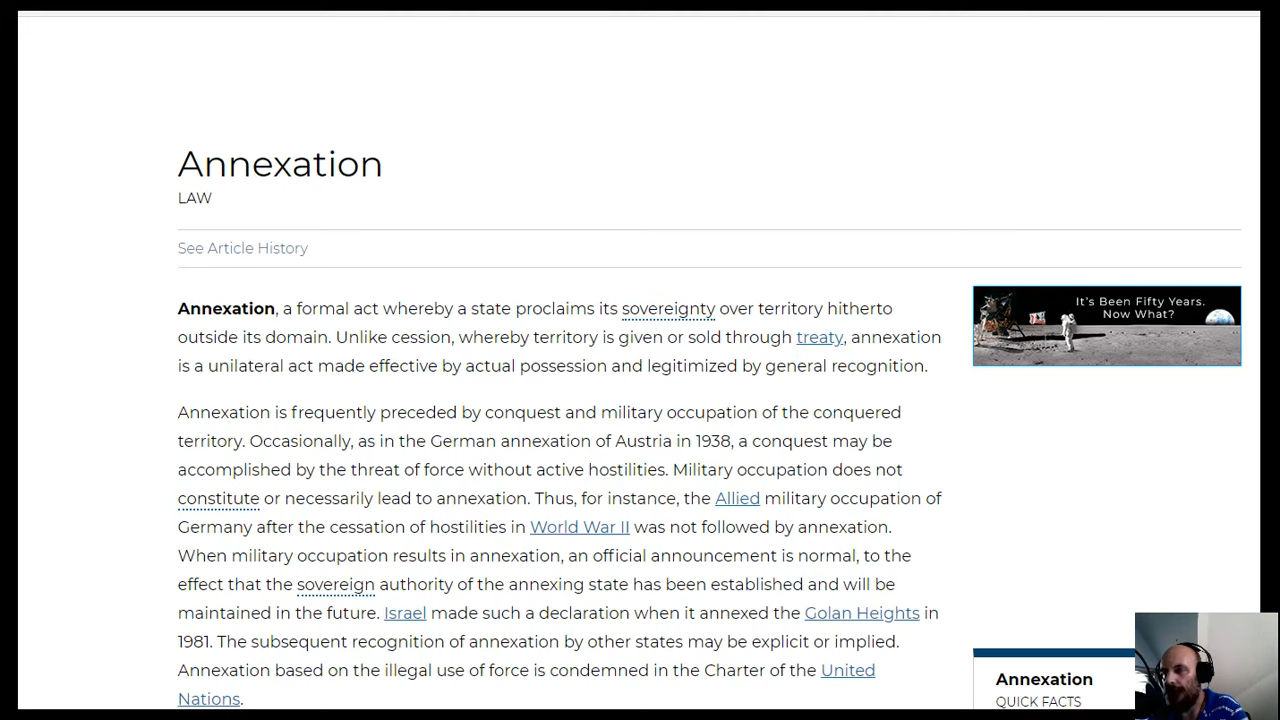 Annexation
LAW
See Article History
Annexation, a formal act whereby a state proclaims its sovereignty over territory hitherto
outside its domain. Unlike cession, whereby territory is given or sold through treaty, annexation
is a unilateral act made effective by actual possession and legitimized by general recognition.
Annexation is frequently preceded by conquest and military occupation of the conquered
territory. Occasionally, as in the German annexation of Austria in 1938, a conquest may be
accomplished by the threat of force without active hostilities. Military occupation does not
constitute or necessarily lead to annexation. Thus, for instance, the Allied military occupation of
Germany after the cessation of hostilities in World War II was not followed by annexation.
When military occupation results in annexation, an official announcement is normal, to the
effect that the sovereign authority of the annexing state has been established and will be
maintained in the future. Israel made such a declaration when it annexed the Golan Heights in
1981. The subsequent recognition of annexation by other states may be explicit or implied.
Annexation based on the illegal use of force is condemned in the Charter of the United
Nations.
It's Been Fifty Years.
Now What?
Annexation
QUICK FACTS